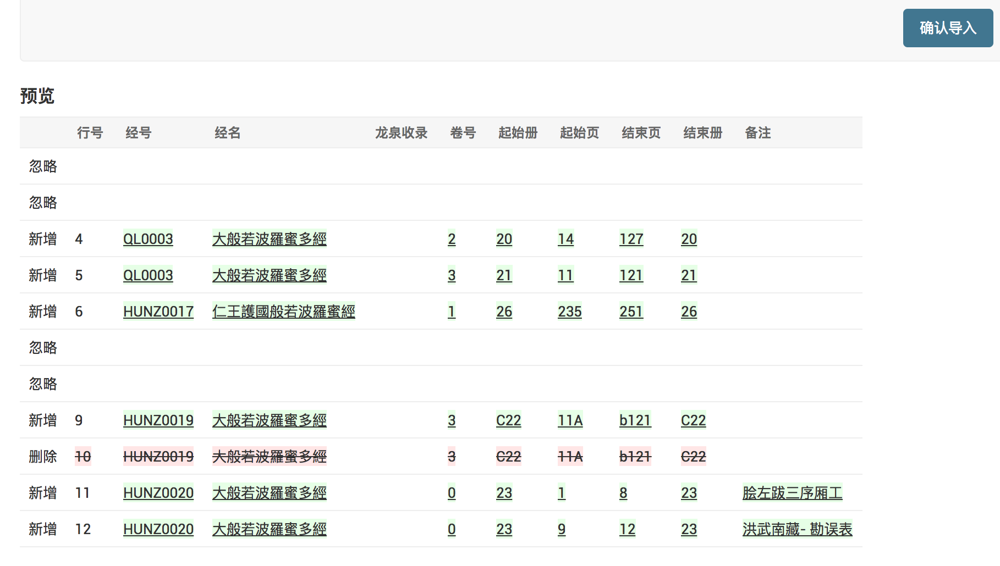 确认导入
预览
行号 经号 经名 龙泉收录 卷号 起始册 起始页 结束页 结束册 备注
忽略
忽略
新增 4 QL0003 大般若波羅蜜多經 2 20 14 127 20
新增 5 QL0003 大般若波羅蜜多經 3 21 11 121 21
新增 6 HUNZ0017 仁王護國般若波羅蜜經 1 26 235 251 26
忽略
忽略
新增 9 HUNZ0019 大般若波羅蜜多經 3 C22 11A b121 C22
删除 10 HUNZ0019 大般若波羅蜜多經 3 C22 11A b121 C22
新增 11 HUNZ0020 大般若波羅蜜多經 0 23 1 8 23 脍左跋三序厢工
新增 12 HUNZ0020 大般若波羅蜜多經 0 23 9 12 23 洪武南藏- 勘误表